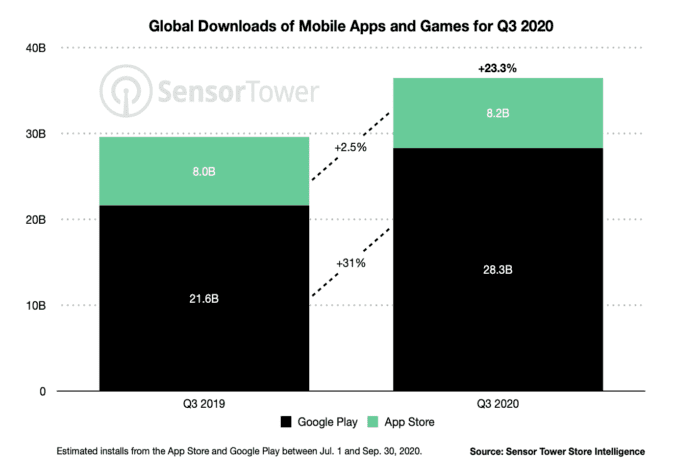 Global Downloads of Mobile Apps and Games for Q3 2020
40B
30B
20B
10B
0
SensorTower
+23.3%
8.0B
+2.5%
8.2B
21.6B
+31%
28.3B
Q3 2019
Q3 2020
Google Play
App Store
Estimated installs from the App Store and Google Play between Jul. 1 and Sep. 30, 2020.
Source: Sensor Tower Store Intelligence